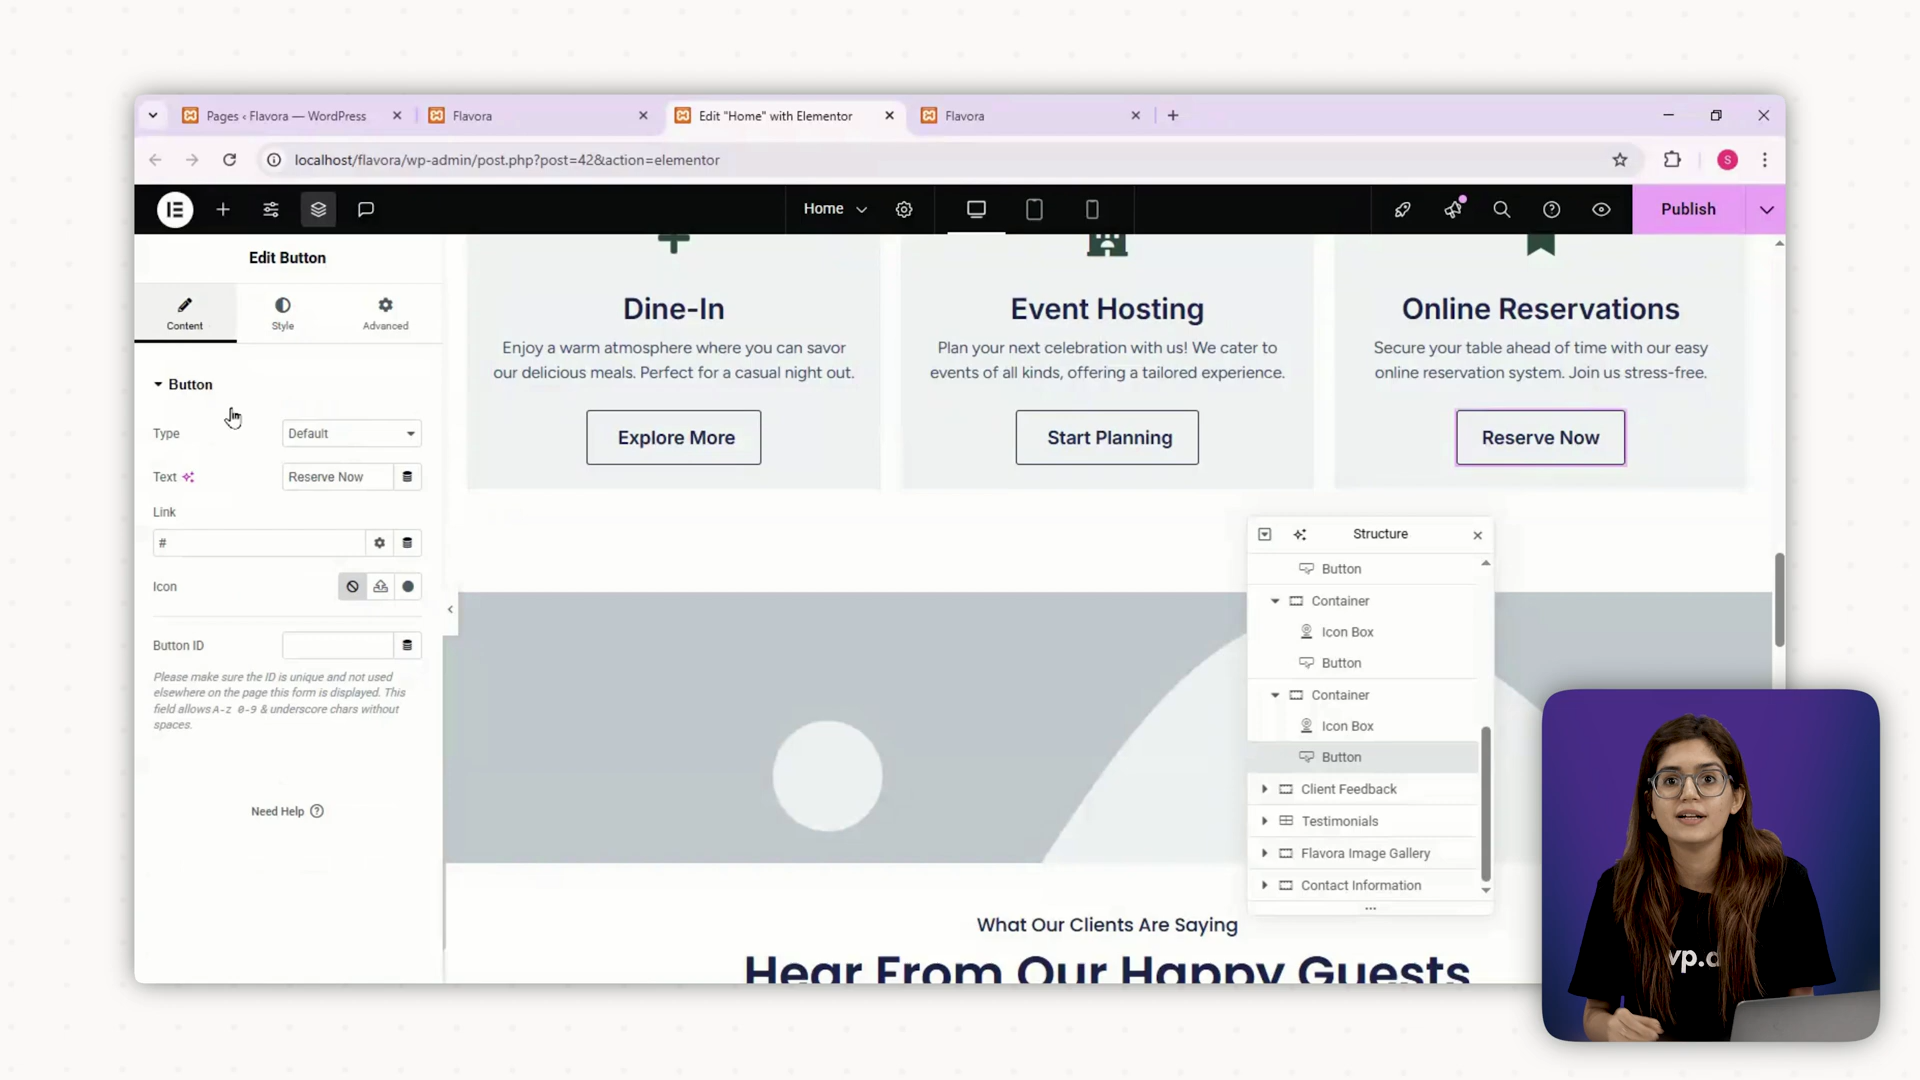 Pages ‹ Flavora — WordPress
Flavora
Edit "Home" with Elementor
Flavora
localhost/flavora/wp-admin/post.php?post=42&action=elementor
S
Home
Publish
Edit Button
Content
Style
Advanced
Button
Type
Default
Text
Reserve Now
Link
#
Icon
Button ID
Please make sure the ID is unique and not used
elsewhere on the page this form is displayed. This
field allows A-z 0-9 & underscore chars without
spaces.
Need Help
Dine-In
Enjoy a warm atmosphere where you can savor
our delicious meals. Perfect for a casual night out.
Explore More
Event Hosting
Plan your next celebration with us! We cater to
events of all kinds, offering a tailored experience.
Start Planning
Online Reservations
Secure your table ahead of time with our easy
online reservation system. Join us stress-free.
Reserve Now
Structure
Button
Container
Icon Box
Button
Container
Icon Box
Button
Client Feedback
Testimonials
Flavora Image Gallery
Contact Information
What Our Clients Are Saying
Hear From Our Happy Guests